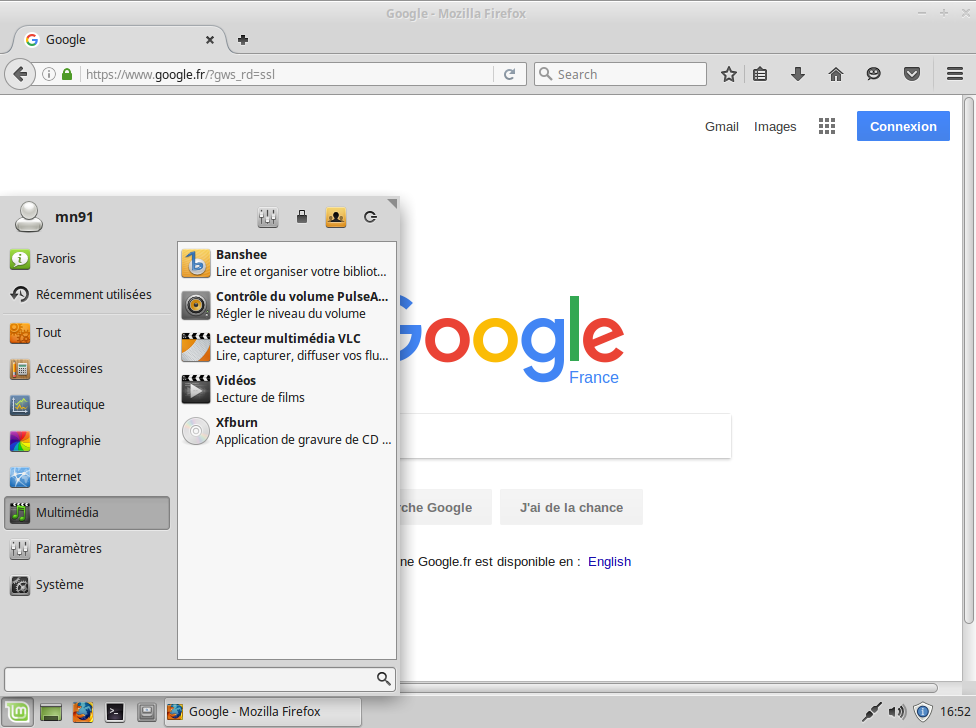 Google - Mozilla Firefox
Google
https://www.google.fr/?gws_rd=ssl
Search
Gmail Images Connexion
mn91
Favoris
Récemment utilisées
Tout
Accessoires
Bureautique
Infographie
Internet
Multimédia
Paramètres
Système
Banshee
Lire et organiser votre bibliot...
Contrôle du volume PulseA...
Régler le niveau du volume
Lecteur multimédia VLC
Lire, capturer, diffuser vos flu...
Vidéos
Lecture de films
Xfburn
Application de gravure de CD ...
Google
France
rche Google J'ai de la chance
ne Google.fr est disponible en : English
Google - Mozilla Firefox
16:52